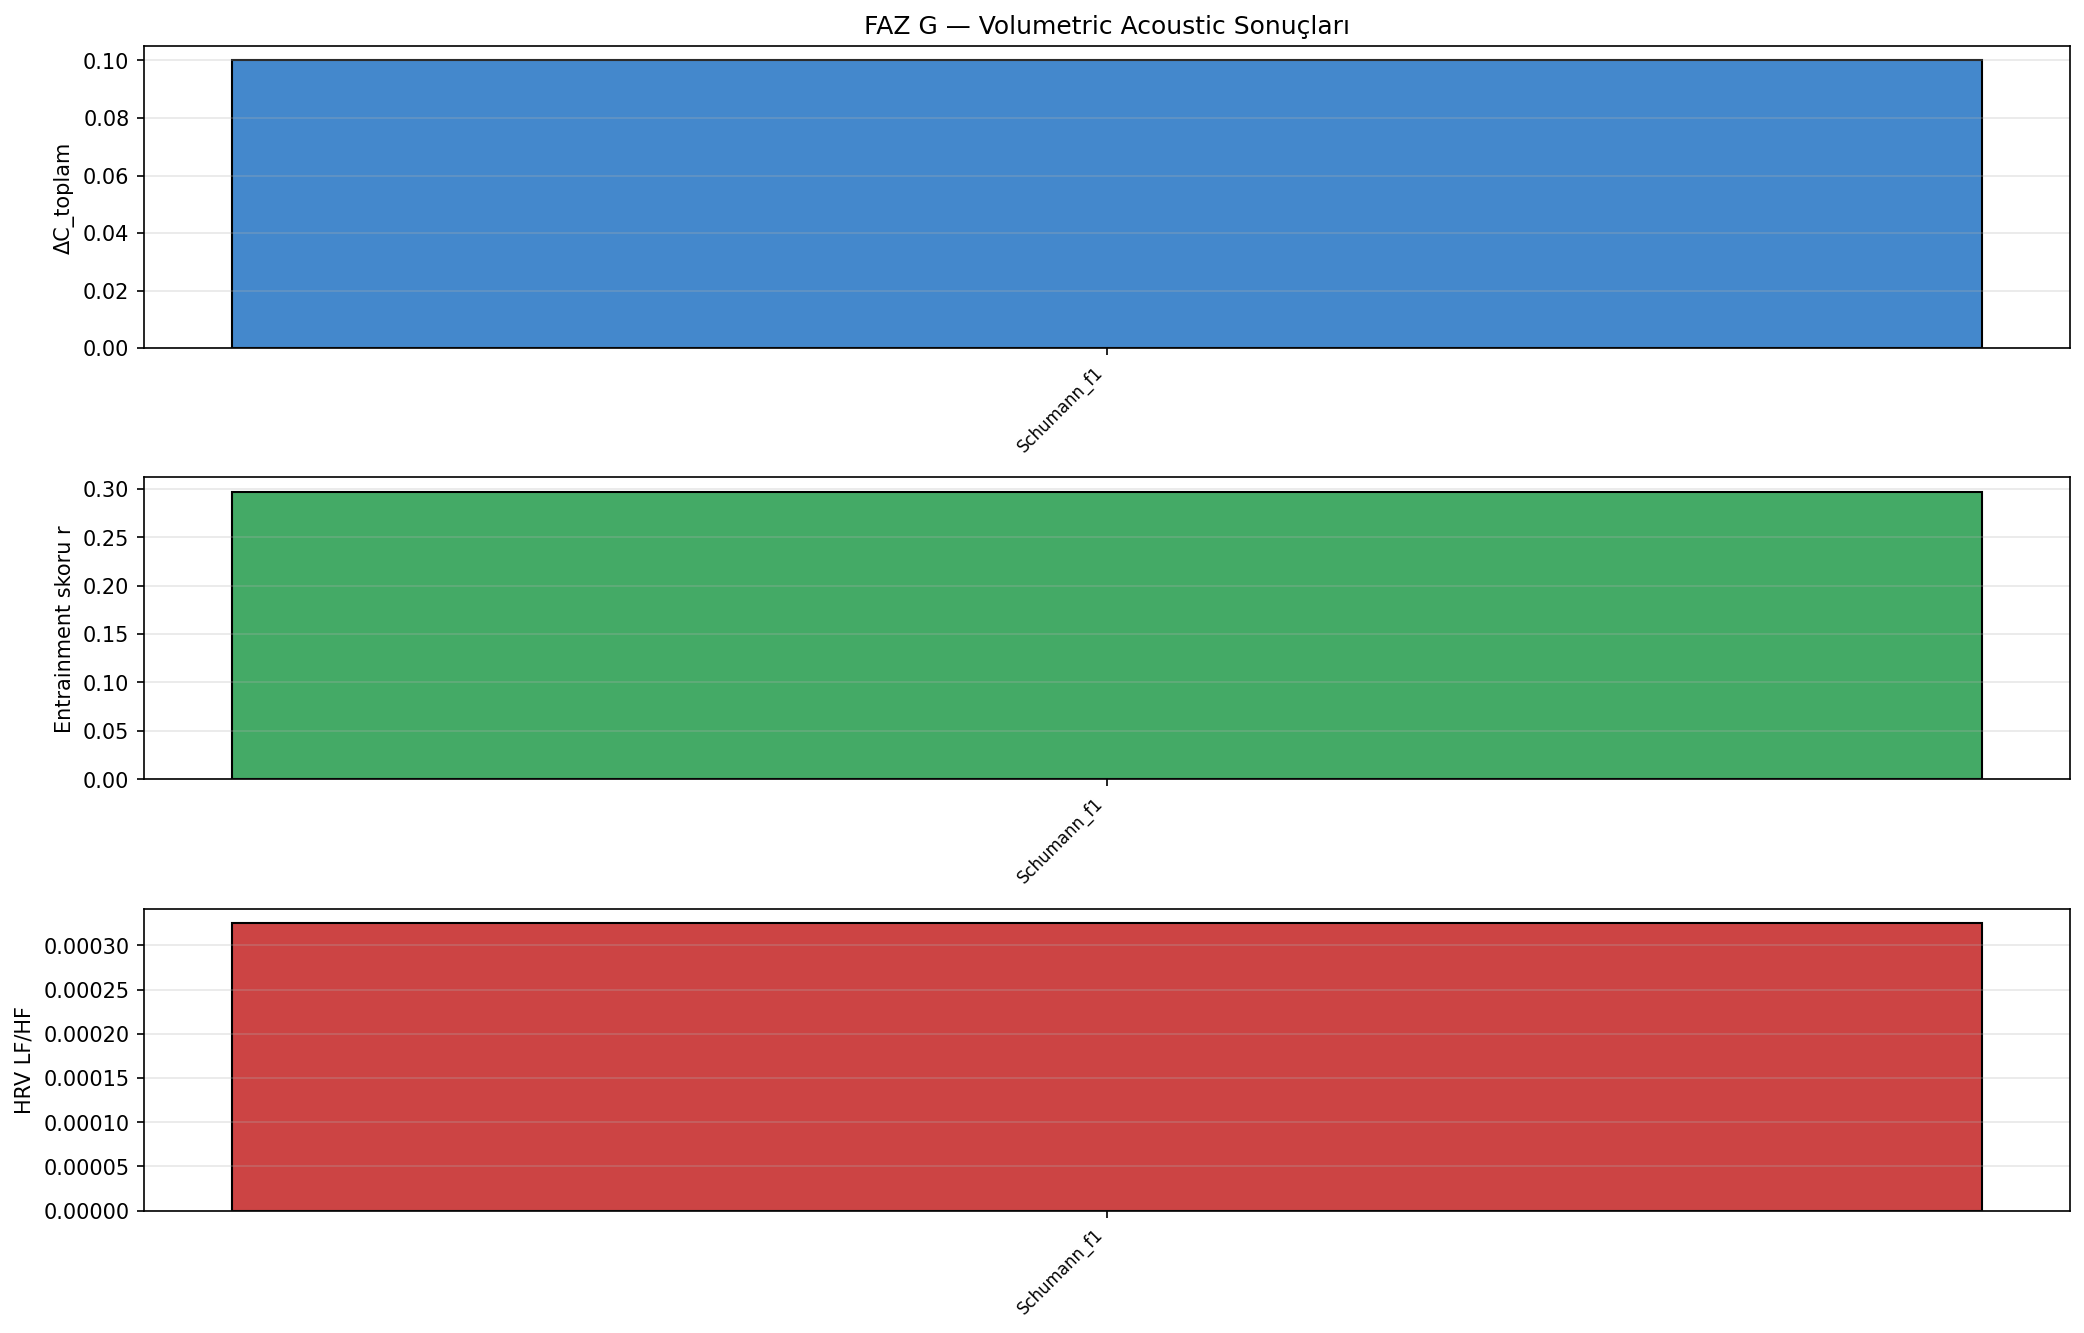 FAZ G — Volumetric Acoustic Sonuçları
ΔC_toplam
0.10
0.08
0.06
0.04
0.02
0.00
Schumann_f1
Entrainment skoru r
0.30
0.25
0.20
0.15
0.10
0.05
0.00
Schumann_f1
HRV LF/HF
0.00030
0.00025
0.00020
0.00015
0.00010
0.00005
0.00000
Schumann_f1